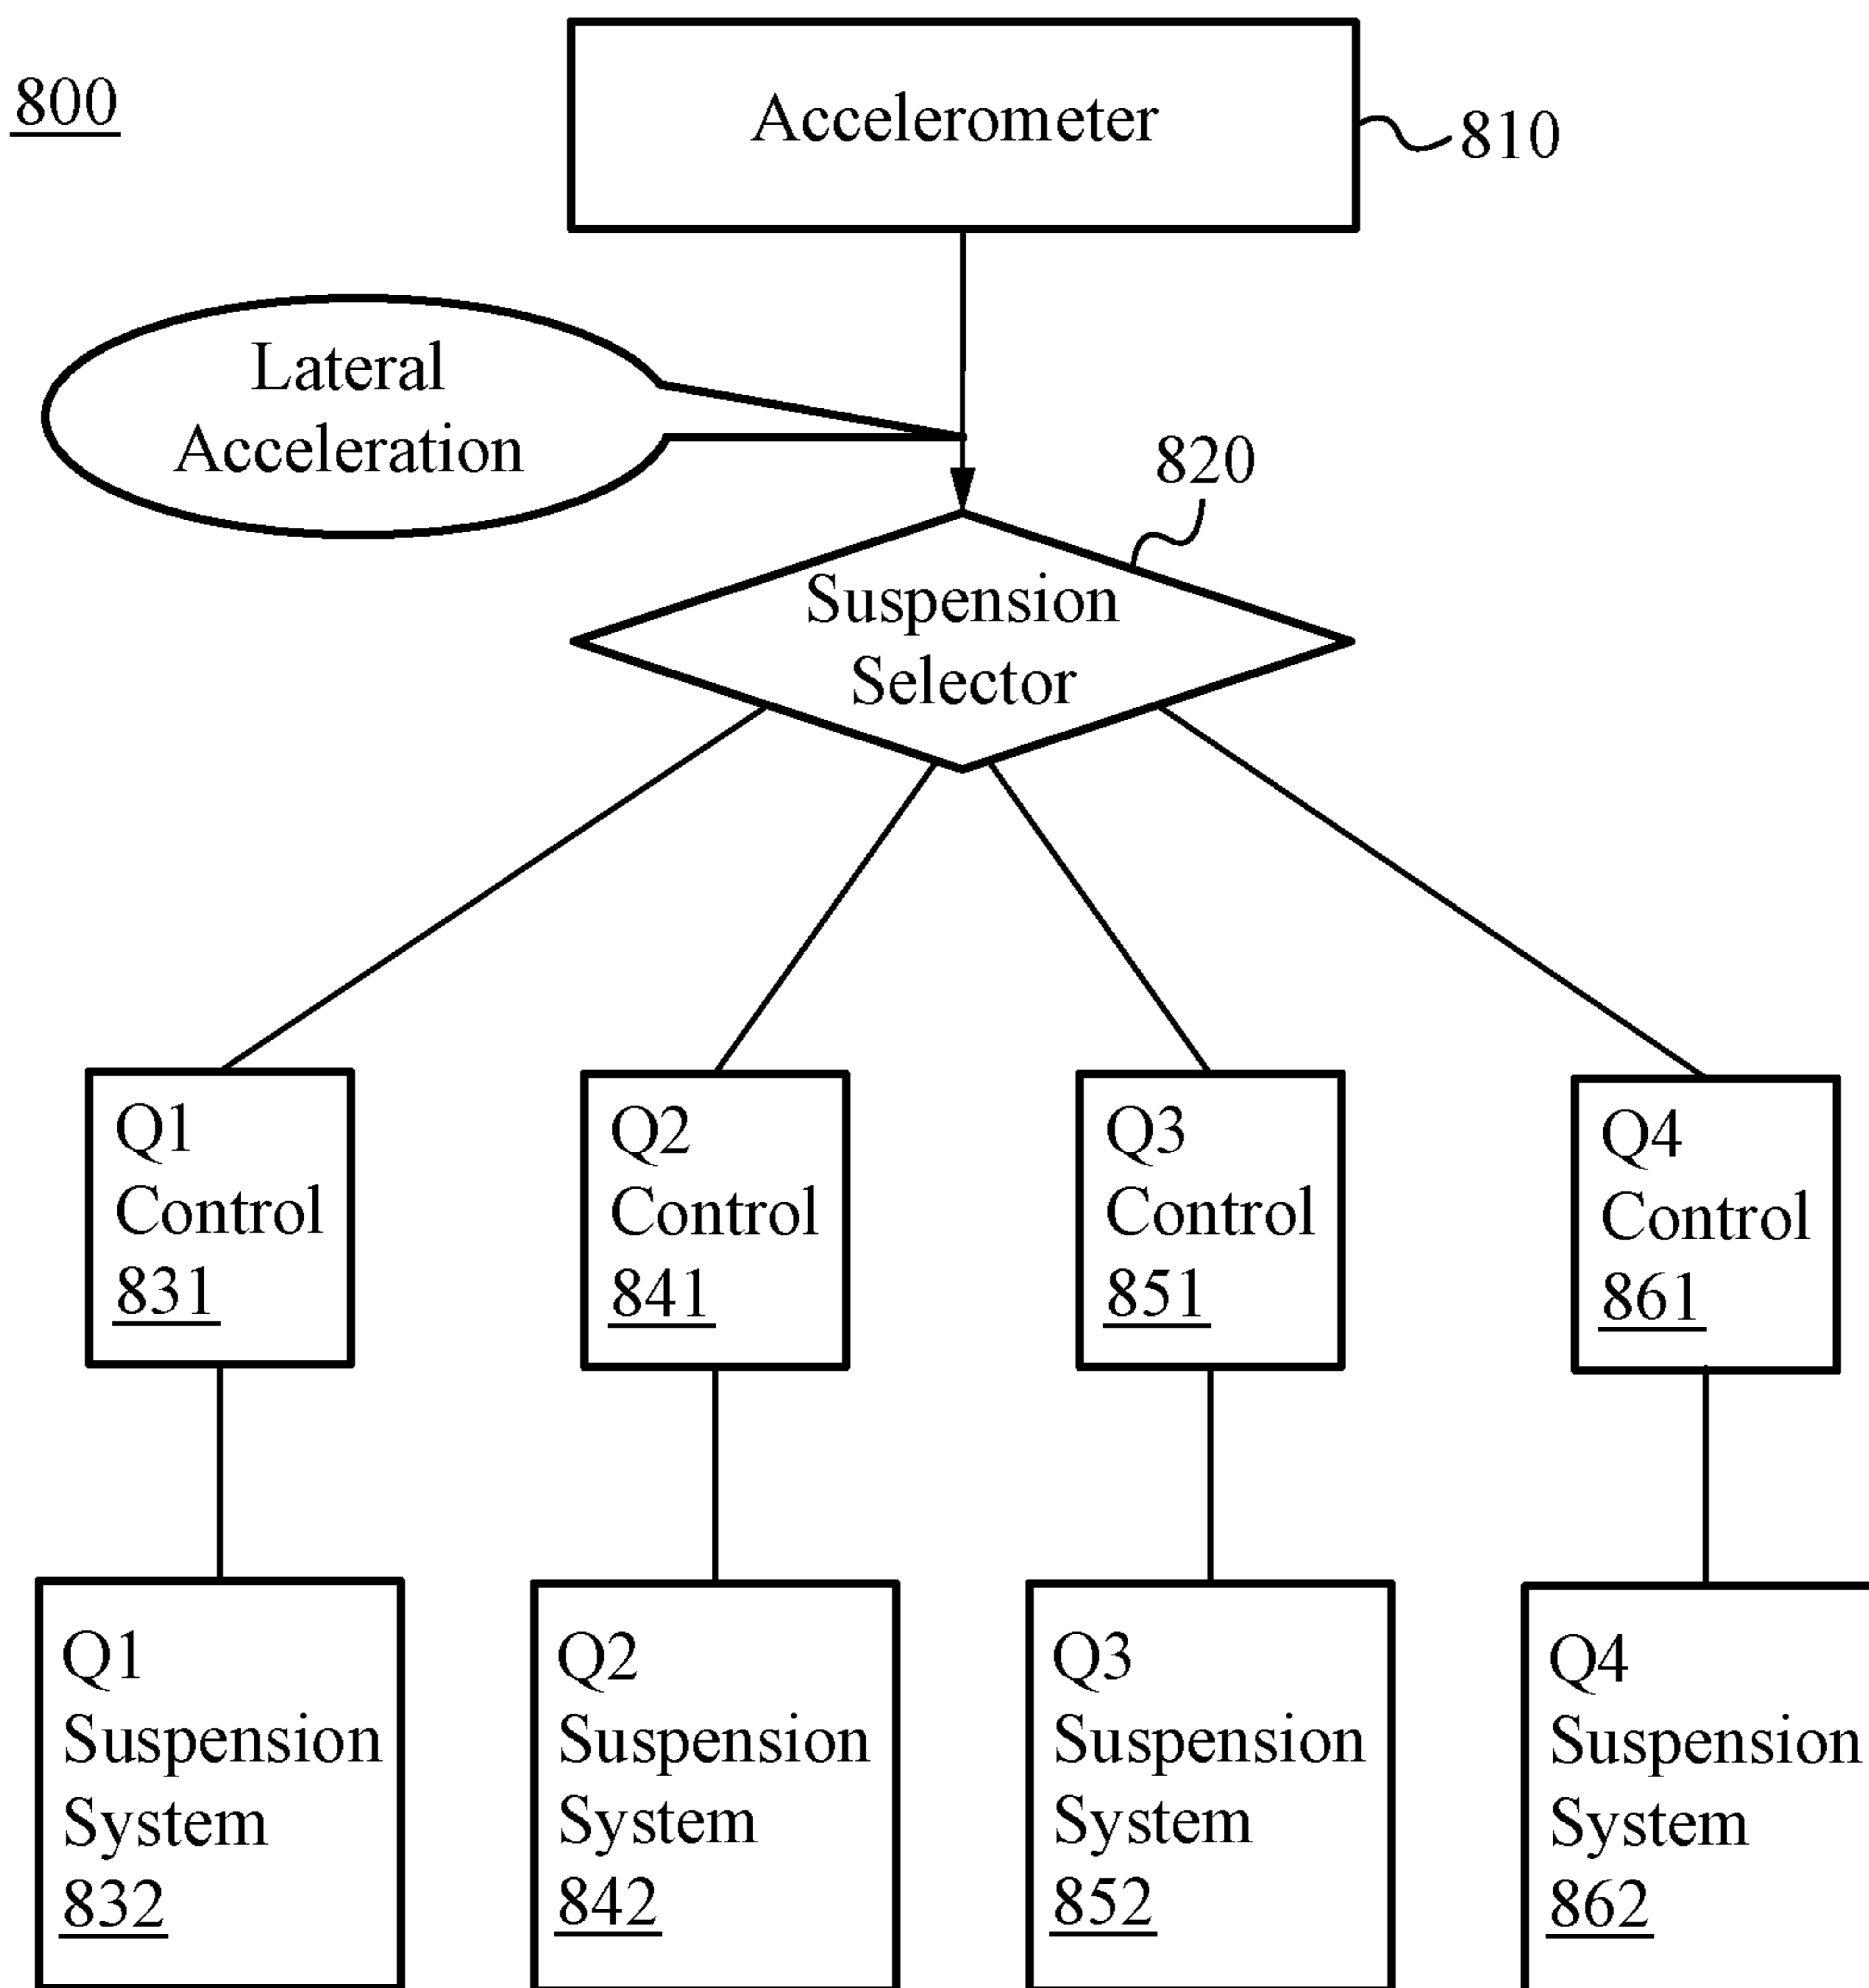 800
Accelerometer
810
Lateral
Acceleration
820
Suspension
Selector
Q1
Control
831
Q2
Control
841
Q3
Control
851
Q4
Control
861
Q1
Suspension
System
832
Q2
Suspension
System
842
Q3
Suspension
System
852
Q4
Suspension
System
862